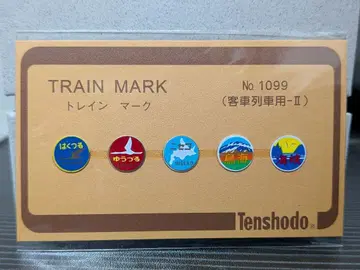 TRAIN MARK
トレイン マーク
No 1099
(客車列車用-II)
はくつる
ゆうづる
Tenshodo®